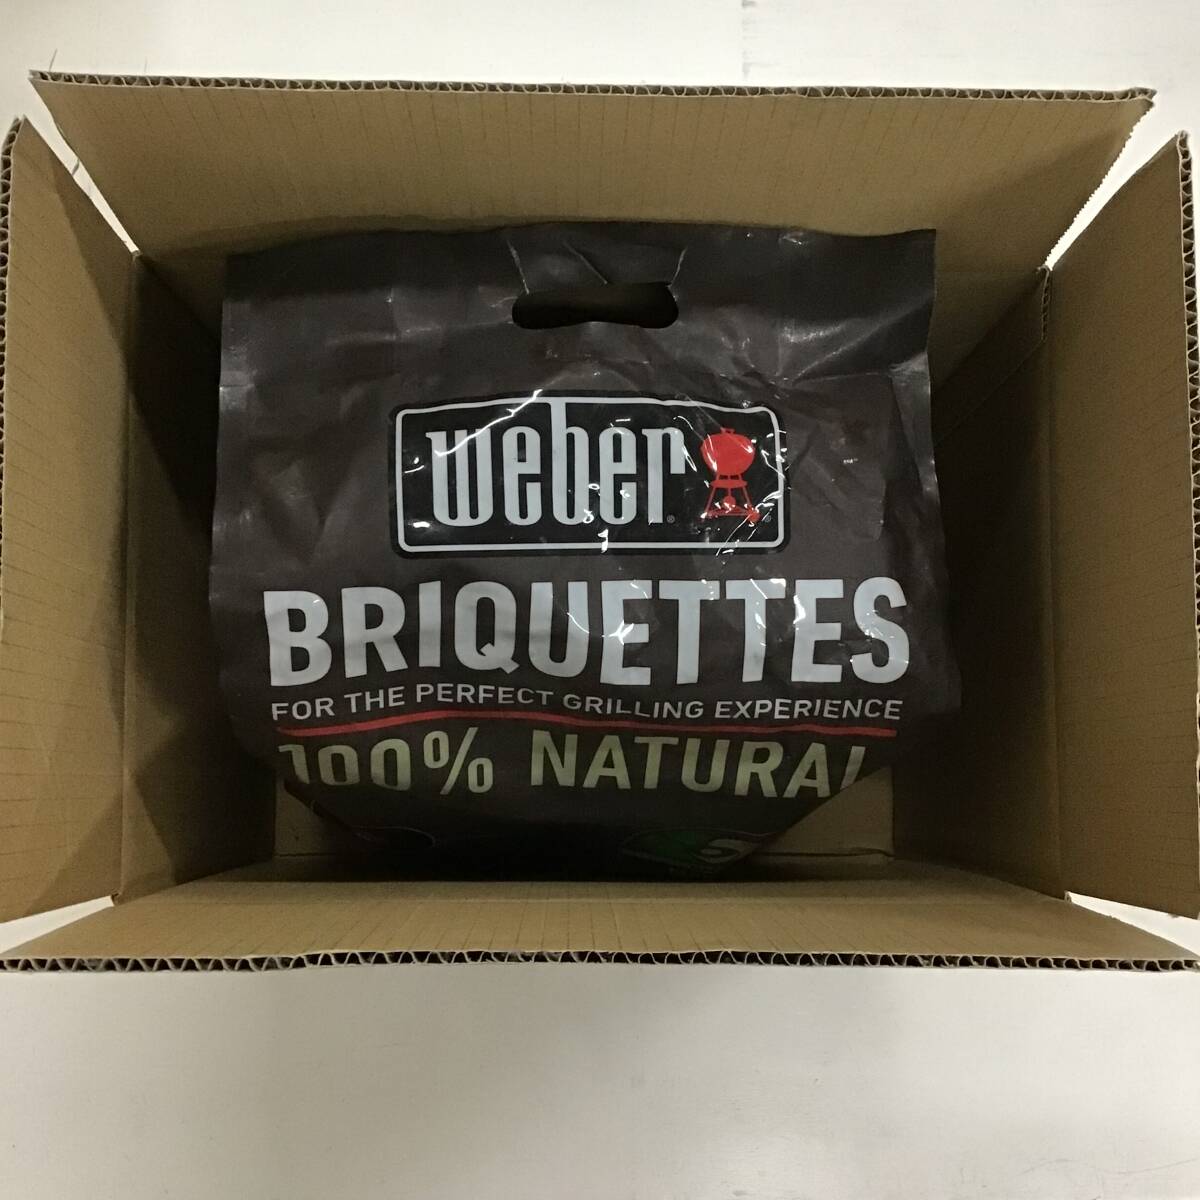 weber
BRIQUETTES
FOR THE PERFECT GRILLING EXPERIENCE
100% NATURAL